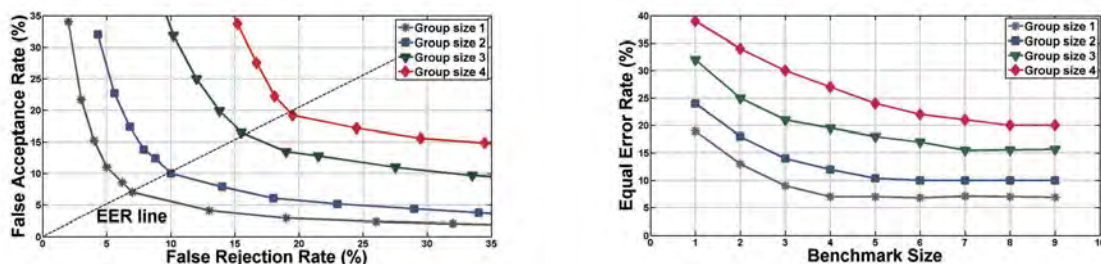 False Acceptance Rate (%)
35
30
25
20
15
10
5
0
0
5
10
15
20
25
30
35
False Rejection Rate (%)
EER line
Group size 1
Group size 2
Group size 3
Group size 4
Equal Error Rate (%)
40
35
30
25
20
15
10
5
0
0
1
2
3
4
5
6
7
8
9
10
Benchmark Size
Group size 1
Group size 2
Group size 3
Group size 4